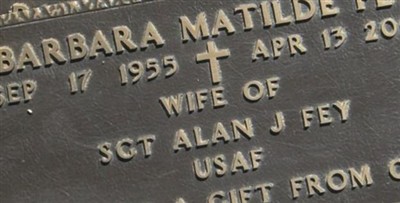 BARBARA MATILDE
SEP 17 1955 APR 13
WIFE OF
SGT ALAN J FEY
USAF
A GIFT FROM